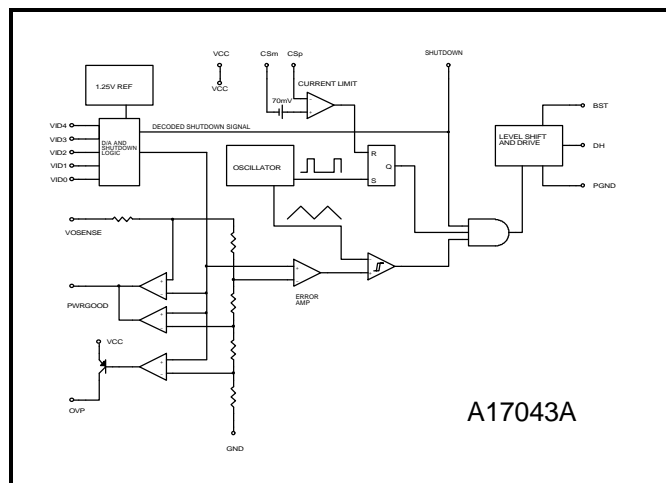 VCC
CSm
CSp
SHUTDOWN
1.25V REF
CURRENT LIMIT
VCC
70mV
-
+
BST
VID4
DECODED SHUTDOWN SIGNAL
LEVEL SHIFT
AND DRIVE
VID3
D/A AND
SHUTDOWN
LOGIC
DH
VID2
VID1
R
OSCILLATOR
Q
VID0
S
PGND
VOSENSE
PWRGOOD
ERROR
AMP
VCC
OVP
A17043A
GND